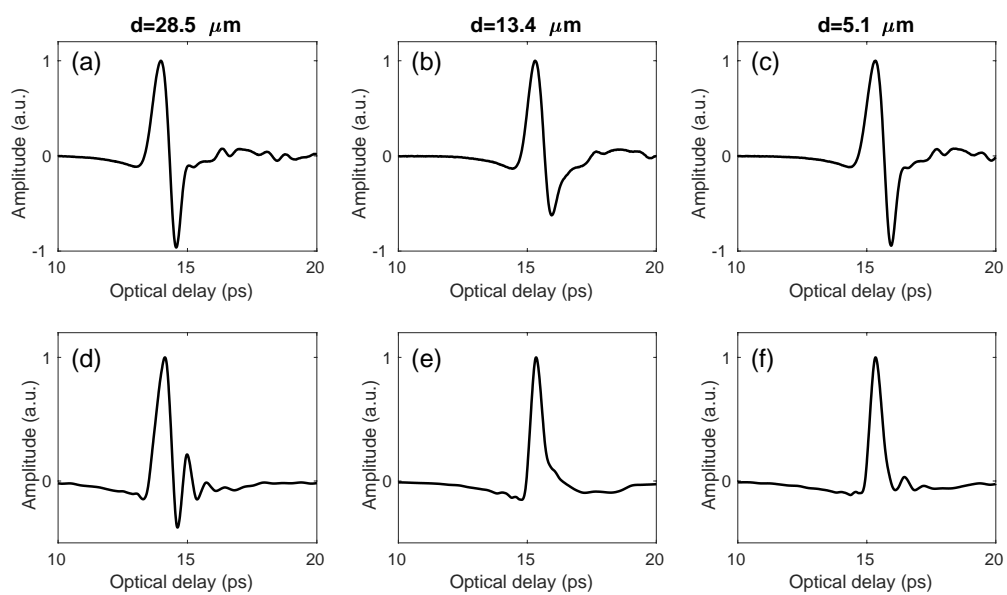 d=28.5 μm
d=13.4 μm
d=5.1 μm
(a)
(b)
(c)
Amplitude (a.u.)
1
0
-1
10
15
20
Optical delay (ps)
Amplitude (a.u.)
1
0
-1
10
15
20
Optical delay (ps)
Amplitude (a.u.)
1
0
-1
10
15
20
Optical delay (ps)
(d)
(e)
(f)
Amplitude (a.u.)
1
0
10
15
20
Optical delay (ps)
Amplitude (a.u.)
1
0
10
15
20
Optical delay (ps)
Amplitude (a.u.)
1
0
10
15
20
Optical delay (ps)